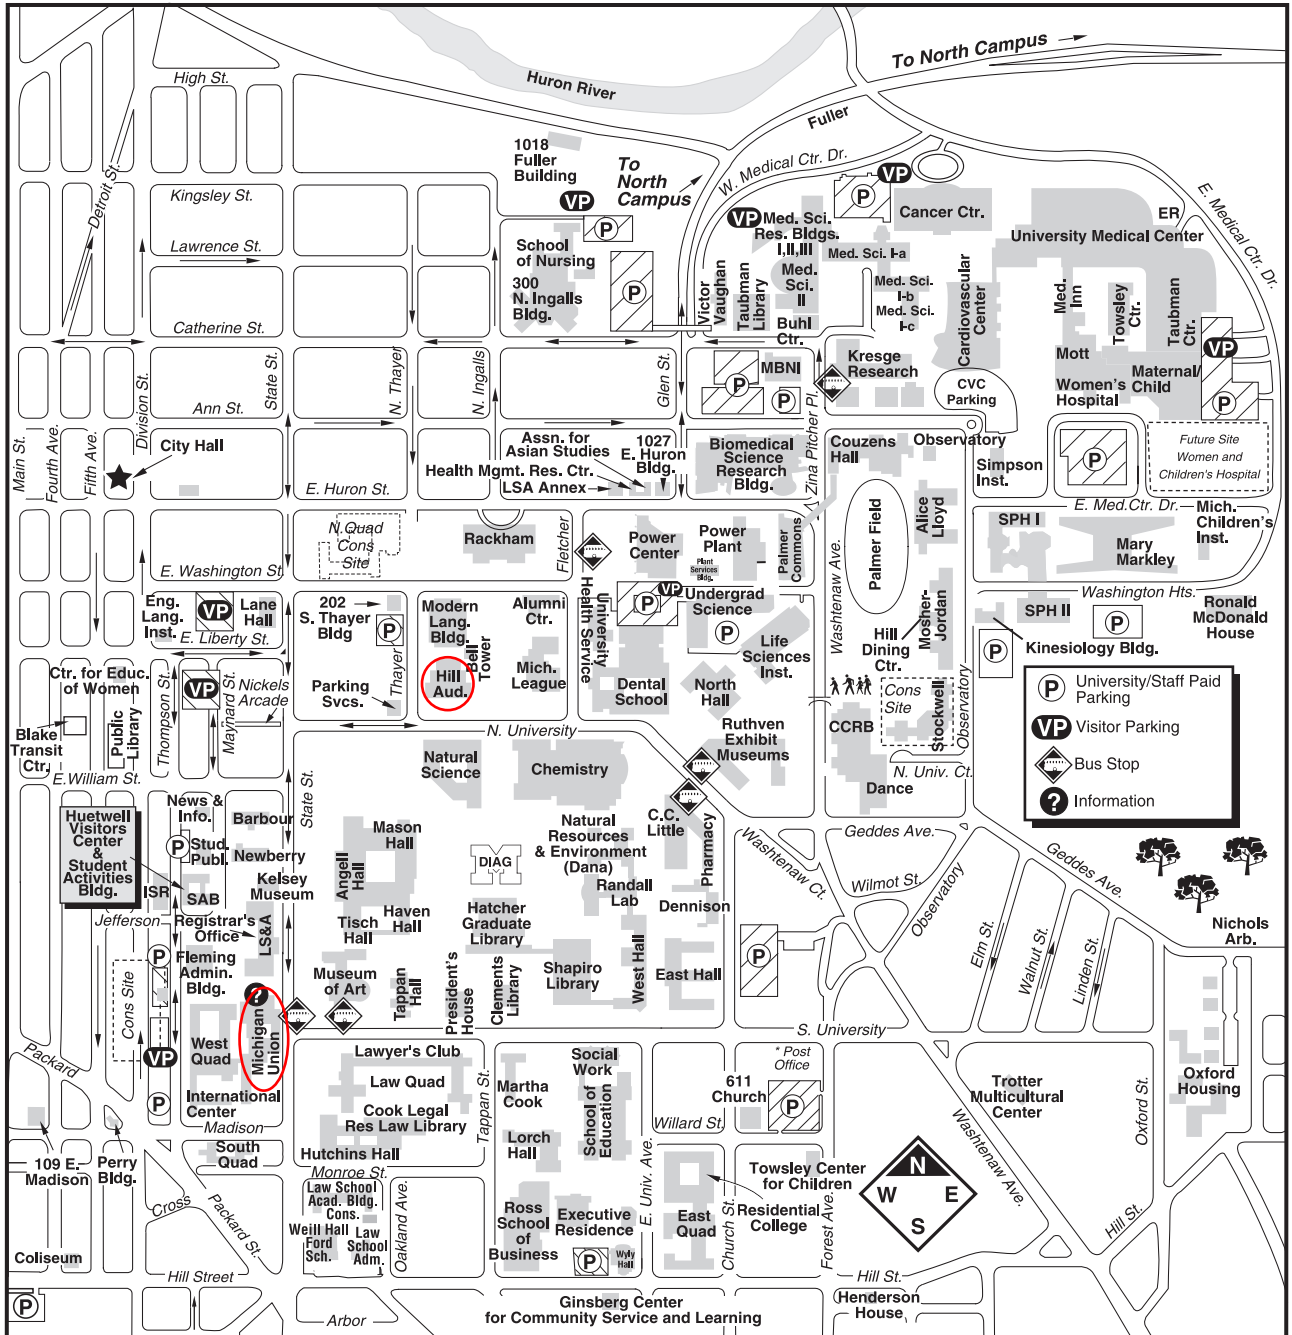 To North Campus
High St.
Huron River
Fuller
Detroit St.
1018
Fuller
Building
To
North
Campus
W. Medical Ctr. Dr.
VP
P
Kingsley St.
VP
P
VP
Med. Sci.
Res. Bldgs.
I,II,III
Cancer Ctr.
ER
E. Medical Ctr. Dr.
University Medical Center
Lawrence St.
School
of Nursing
300
N. Ingalls
Bldg.
P
Victor
Vaughan
Taubman
Library
Med.
Sci.
II
Buhl
Ctr.
Med. Sci. I-a
Med. Sci.
I-b
Med. Sci.
I-c
Cardiovascular
Center
Med.
Inn
Towsley
Ctr.
Taubman
Ctr.
VP
P
Catherine St.
Division St.
State St.
N. Thayer
N. Ingalls
Glen St.
P
MBNI
P
Kresge
Research
CVC
Parking
Mott
Women's
Hospital
Maternal/
Child
Ann St.
Main St.
Fourth Ave.
Fifth Ave.
City Hall
Assn. for
Asian Studies
Health Mgmt. Res. Ctr.
LSA Annex
1027
E. Huron
Bldg.
Biomedical
Science
Research
Bldg.
Zina Pitcher Pl.
Couzens
Hall
Observatory
Simpson
Inst.
P
Future Site
Women and
Children's Hospital
E. Huron St.
E. Med.Ctr. Dr.
Mich.
Children's
Inst.
N.Quad
Cons
Site
Rackham
Fletcher
Power
Center
Power
Plant
Plant
Services
Bldg.
Palmer
Commons
Palmer Field
Washtenaw Ave.
Alice
Lloyd
SPH I
Mary
Markley
E. Washington St.
Washington Hts.
Eng.
Lang.
Inst.
VP
Lane
Hall
E. Liberty St.
202
S. Thayer
Bldg
P
Modern
Lang.
Bldg.
Bell
Tower
Alumni
Ctr.
University
Health Service
VP
P
Undergrad
Science
P
Life
Sciences
Inst.
Hill
Dining
Ctr.
Mosher-
Jordan
SPH II
P
P
Kinesiology Bldg.
Ronald
McDonald
House
Ctr. for Educ.
of Women
Thompson St.
VP
Maynard St.
Nickels
Arcade
Parking
Svcs.
Thayer
Hill
Aud.
Mich.
League
Dental
School
North
Hall
Cons
Site
Stockwell
Observatory
P University/Staff Paid
Parking
VP Visitor Parking
Bus Stop
? Information
Blake
Transit
Ctr.
Public
Library
N. University
Ruthven
Exhibit
Museums
CCRB
N. Univ. Ct.
Dance
E.William St.
State St.
Natural
Science
Chemistry
Huetwell
Visitors
Center
&
Student
Activities
Bldg.
News &
Info.
P
Stud.
Publ.
Barbour
Newberry
Kelsey
Museum
Mason
Hall
Angell
Hall
DIAG
Natural
Resources
& Environment
(Dana)
Randall
Lab
C.C.
Little
Pharmacy
Dennison
Washtenaw Ct.
Geddes Ave.
Wilmot St.
Observatory
Geddes Ave.
ISR
SAB
Jefferson
Registrar's
Office
LS&A
Tisch
Hall
Haven
Hall
Hatcher
Graduate
Library
Elm St.
Walnut St.
Linden St.
Nichols
Arb.
Cons Site
P
Fleming
Admin.
Bldg.
Museum
of Art
Tappan
Hall
President's
House
Clements
Library
Shapiro
Library
West Hall
East Hall
P
?
S. University
VP
P
West
Quad
Michigan
Union
International
Center
Madison
Packard
Lawyer's Club
Law Quad
Cook Legal
Res Law Library
Hutchins Hall
Tappan St.
Martha
Cook
Social
Work
School of
Education
Lorch
Hall
Willard St.
611
Church
* Post
Office
P
Trotter
Multicultural
Center
Washtenaw Ave.
Oxford St.
Oxford
Housing
109 E.
Madison
Perry
Bldg.
South
Quad
Monroe St.
Cross
Packard St.
Law School
Acad. Bldg.
Cons.
Weill Hall
Ford
Sch.
Law
School
Adm.
Oakland Ave.
Ross
School
of
Business
Executive
Residence
P
Wyly
Hall
E. Univ. Ave.
East
Quad
Church St.
Towsley Center
for Children
Residential
College
Forest Ave.
N
W E
S
Hill St.
Coliseum
Hill Street
Hill St.
P
Arbor
Ginsberg Center
for Community Service and Learning
Henderson
House